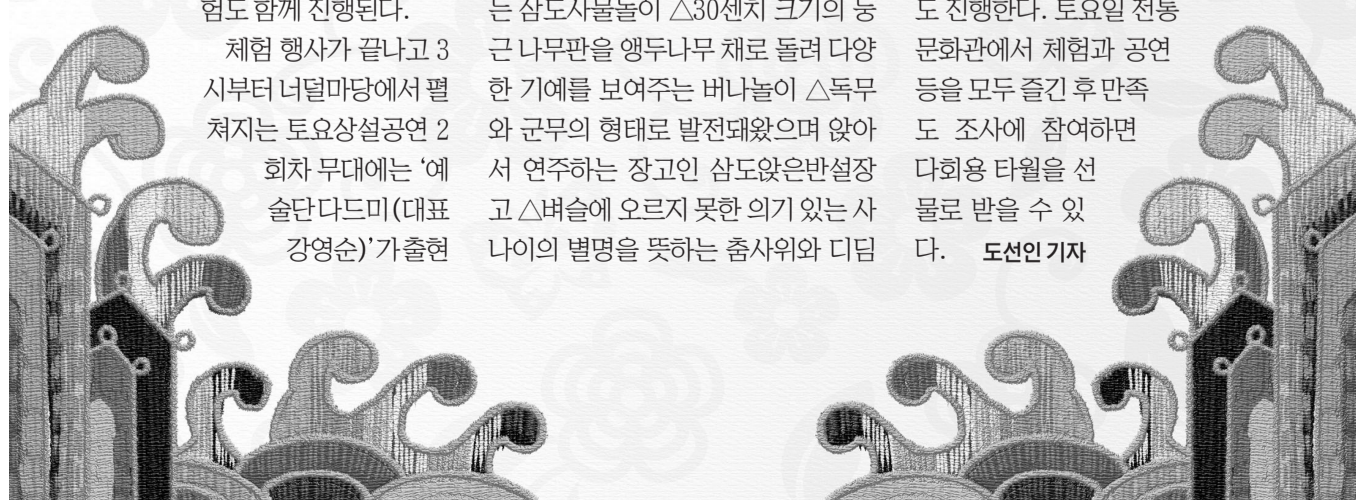 험도 함께 진행된다.
체험 행사가 끝나고 3
시부터 너덜마당에서 펼
쳐지는 토요상설공연 2
회차 무대에는 ‘예
술단 다드미(대표
강영순)’가 출현
는 삼도사물놀이 △30센치 크기의 둥
근 나무판을 앵두나무 채로 돌려 다양
한 기예를 보여주는 버나놀이 △독무
와 군무의 형태로 발전돼왔으며 앉아
서 연주하는 장고인 삼도앉은반설장
고 △벼슬에 오르지 못한 의기 있는 사
나이의 별명을 뜻하는 춤사위와 디딤
도 진행한다. 토요일 전통
문화관에서 체험과 공연
등을 모두 즐긴 후 만족
도 조사에 참여하면
다회용 타월을 선
물로 받을 수 있
다. 도선인 기자